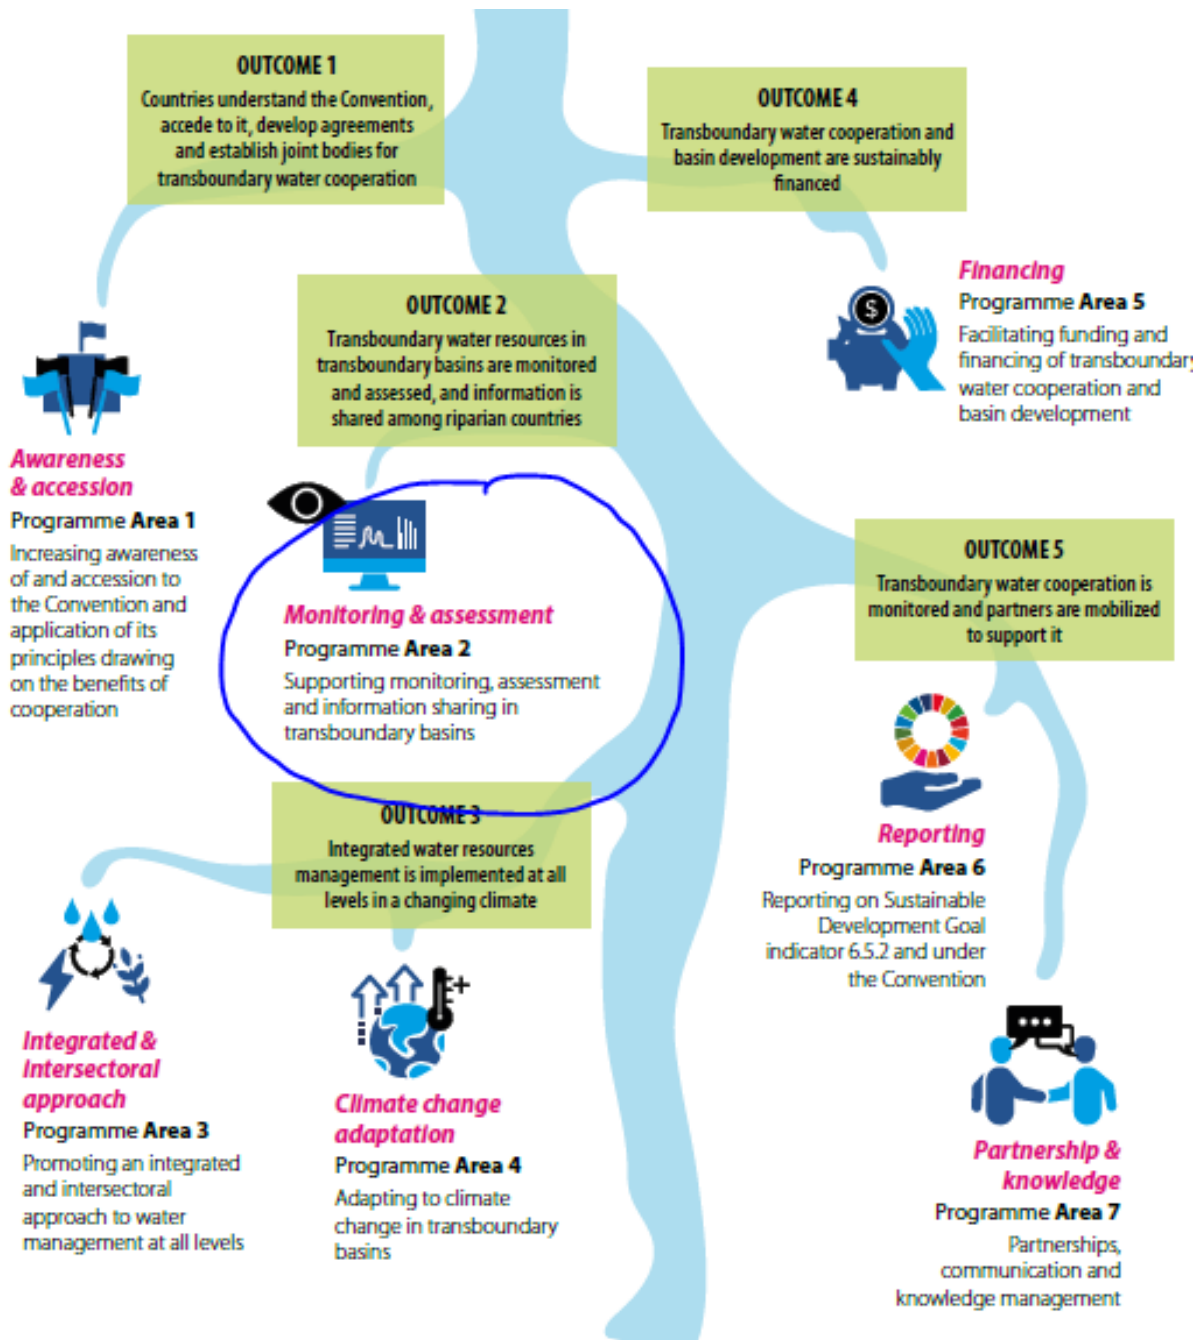 OUTCOME 1
Countries understand the Convention,
accede to it, develop agreements
and establish joint bodies for
transboundary water cooperation
OUTCOME 4
Transboundary water cooperation and
basin development are sustainably
financed
Financing
Programme Area 5
Facilitating funding and
financing of transboundary
water cooperation and
basin development
OUTCOME 2
Transboundary water resources in
transboundary basins are monitored
and assessed, and information is
shared among riparian countries
Awareness
& accession
Programme Area 1
Increasing awareness
of and accession to
the Convention and
application of its
principles drawing
on the benefits of
cooperation
Monitoring & assessment
Programme Area 2
Supporting monitoring, assessment
and information sharing in
transboundary basins
OUTCOME 5
Transboundary water cooperation is
monitored and partners are mobilized
to support it
Reporting
Programme Area 6
Reporting on Sustainable
Development Goal
indicator 6.5.2 and under
the Convention
OUTCOME 3
Integrated water resources
management is implemented at all
levels in a changing climate
Integrated &
intersectoral
approach
Programme Area 3
Promoting an integrated
and intersectoral
approach to water
management at all levels
Climate change
adaptation
Programme Area 4
Adapting to climate
change in transboundary
basins
Partnership &
knowledge
Programme Area 7
Partnerships,
communication and
knowledge management